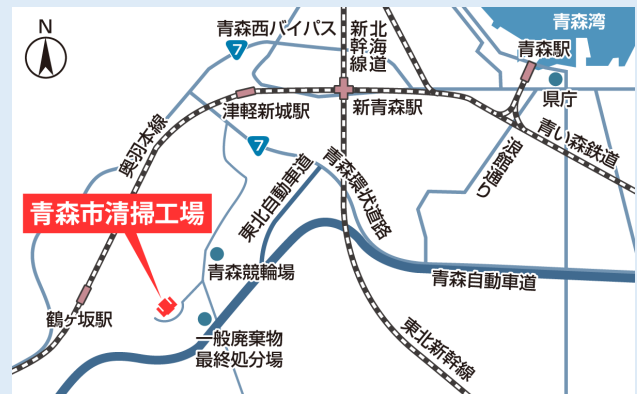 N
青森西バイパス
7
北海道
新幹線
青森湾
青森駅
県庁
津軽新城駅
新青森駅
奥羽本線
7
浪館通り
青い森鉄道
東北自動車道
青森環状道路
青森市清掃工場
青森競輪場
青森自動車道
鶴ヶ坂駅
一般廃棄物
最終処分場
東北新幹線